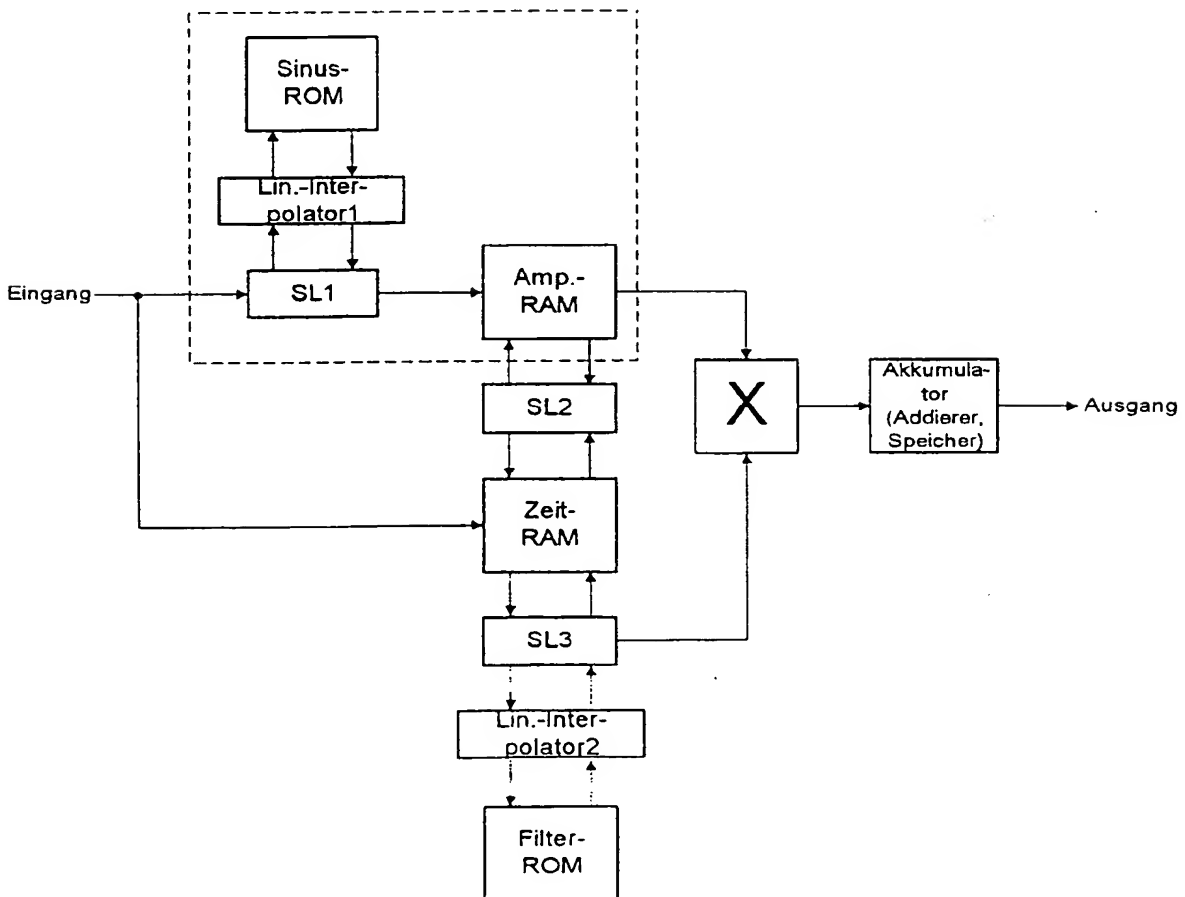 Sinus-
ROM
Lin.-Inter-
polator1
Eingang
SL1
Amp.-
RAM
SL2
X
Akkumula-
tor
(Addierer,
Speicher)
Ausgang
Zeit-
RAM
SL3
Lin.-Inter-
polator2
Filter-
ROM